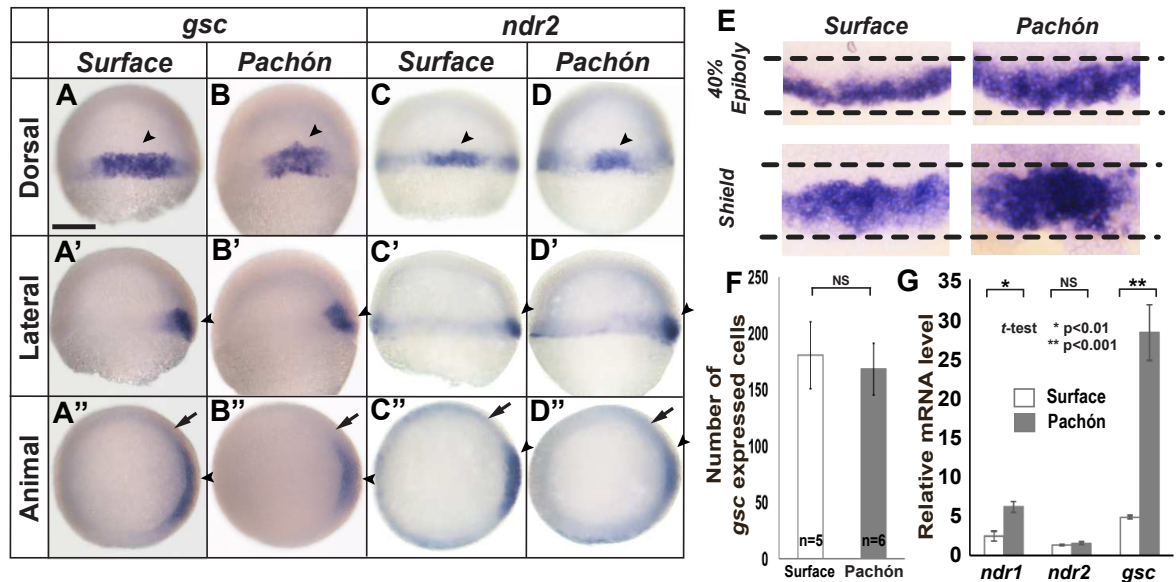 gsc
ndr2
Surface
Pachón
Surface
Pachón
Dorsal
A
B
C
D
Lateral
A'
B'
C'
D'
Animal
A"
B"
C"
D"
E
Surface
Pachón
40%
Epiboly
Shield
F
Number of
gsc expressed cells
250
200
150
100
50
0
NS
n=5
n=6
Surface
Pachón
G
Relative mRNA level
35
30
25
20
15
10
5
0
*
NS
**
t-test
* p<0.01
** p<0.001
Surface
Pachón
ndr1
ndr2
gsc